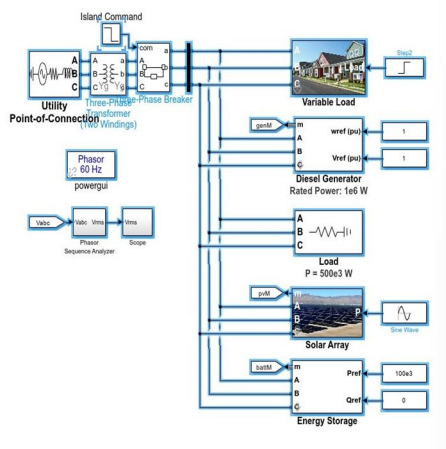 Island Command
com
A
B
C
A
B
C
Yg Yg
a
b
c
A
B
C
a
b
c
Utility
Point-of-Connection
Three-Phase
Transformer
(Two Windings)
Three-Phase Breaker
A
C
Variable Load
Step2
genM
m
A
B
C
wref (pu)
1
Vref (pu)
1
Diesel Generator
Rated Power: 1e6 W
Phasor
60 Hz
powergui
Vabc
Vabc
Vrms
Vrms
Phasor
Sequence Analyzer
Scope
A
B
C
Load
P = 500e3 W
pvM
m
A
B
C
P
Sine Wave
Solar Array
battM
m
A
B
C
Pref
100e3
Qref
0
Energy Storage